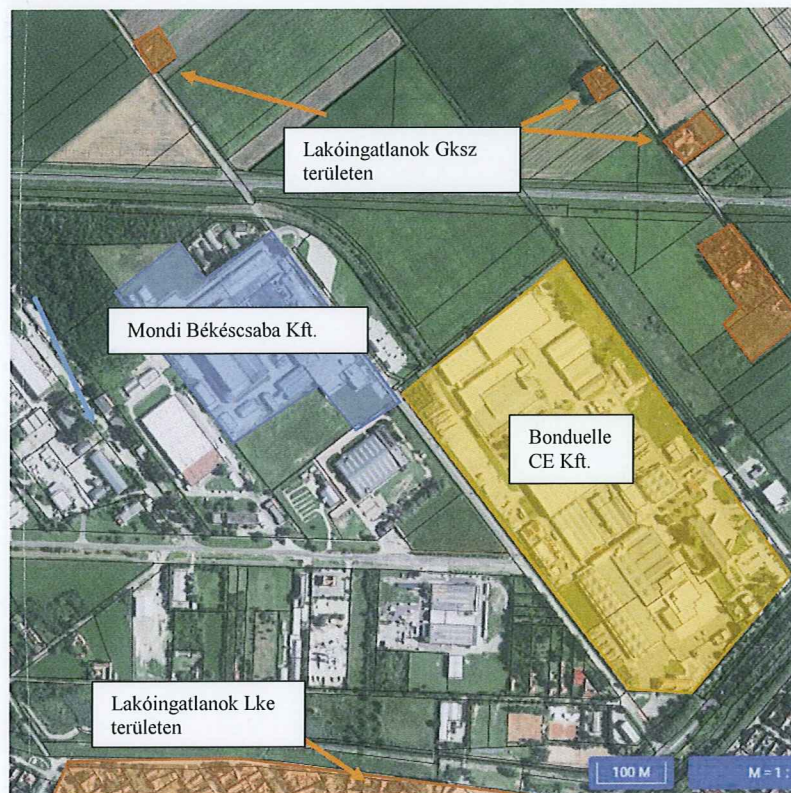 Lakóingatlanok Gksz
területen
Mondi Békéscsaba Kft.
Bonduelle
CE Kft.
Lakóingatlanok Lke
területen
100 M
M = 1 :